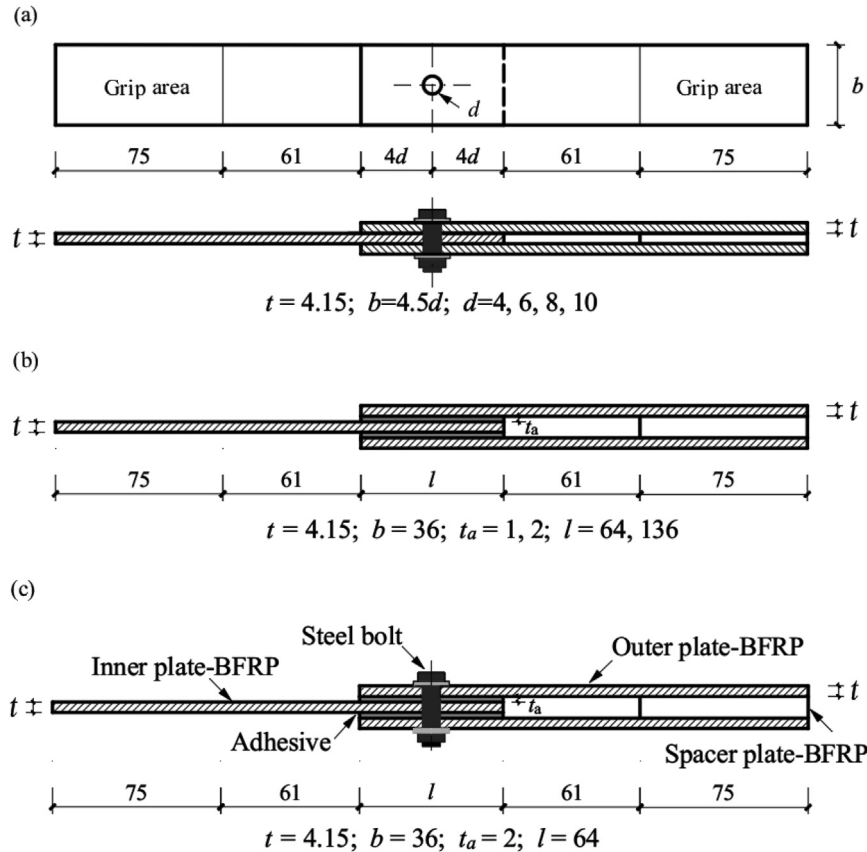 (a)
Grip area
d
Grip area
b
75 61 4d 4d 61 75
t t
t = 4.15; b=4.5d; d=4, 6, 8, 10
(b)
t tₐ t
75 61 l 61 75
t = 4.15; b = 36; tₐ = 1, 2; l = 64, 136
(c)
Steel bolt
Inner plate-BFRP
Outer plate-BFRP
t tₐ t
Adhesive
Spacer plate-BFRP
75 61 l 61 75
t = 4.15; b = 36; tₐ = 2; l = 64